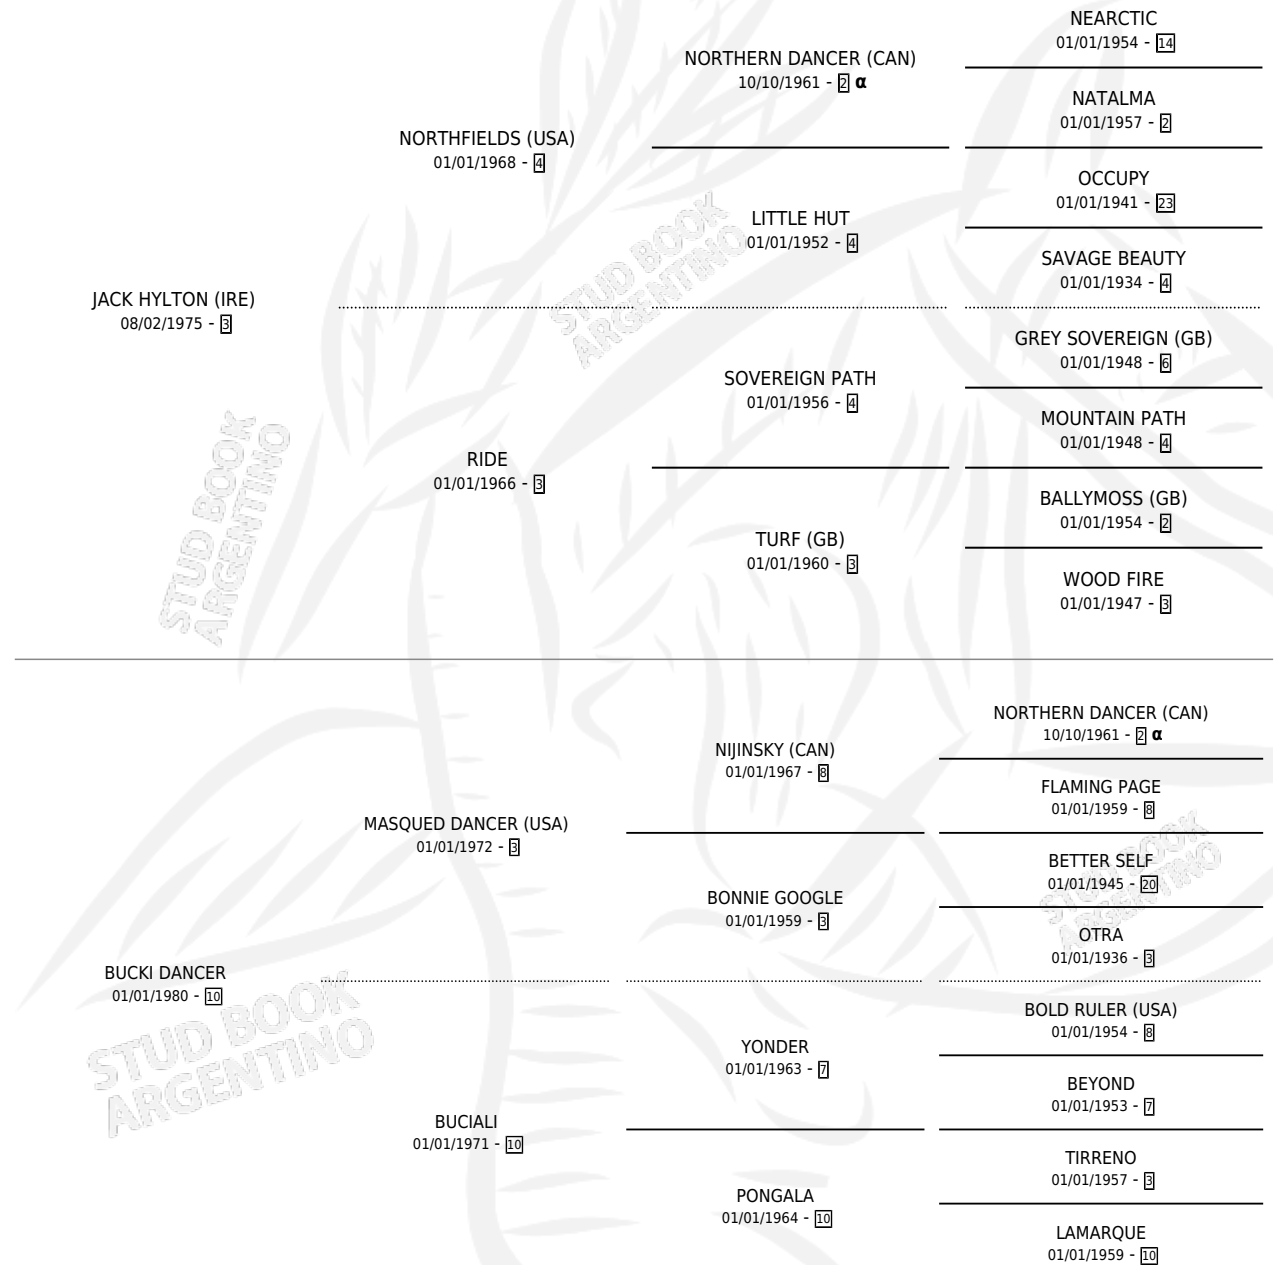 NEARCTIC
01/01/1954 - 14
NORTHERN DANCER (CAN)
10/10/1961 - 2 α
NATALMA
01/01/1957 - 2
NORTHFIELDS (USA)
01/01/1968 - 4
OCCUPY
01/01/1941 - 23
LITTLE HUT
01/01/1952 - 4
SAVAGE BEAUTY
01/01/1934 - 4
JACK HYLTON (IRE)
08/02/1975 - 3
GREY SOVEREIGN (GB)
01/01/1948 - 6
SOVEREIGN PATH
01/01/1956 - 4
MOUNTAIN PATH
01/01/1948 - 4
RIDE
01/01/1966 - 3
BALLYMOSS (GB)
01/01/1954 - 2
TURF (GB)
01/01/1960 - 3
WOOD FIRE
01/01/1947 - 3
NORTHERN DANCER (CAN)
10/10/1961 - 2 α
NIJINSKY (CAN)
01/01/1967 - 8
FLAMING PAGE
01/01/1959 - 8
MASQUED DANCER (USA)
01/01/1972 - 3
BETTER SELF
01/01/1945 - 20
BONNIE GOOGLE
01/01/1959 - 3
OTRA
01/01/1936 - 3
BUCKI DANCER
01/01/1980 - 10
BOLD RULER (USA)
01/01/1954 - 8
YONDER
01/01/1963 - 7
BEYOND
01/01/1953 - 7
BUCIALI
01/01/1971 - 10
TIRRENO
01/01/1957 - 3
PONGALA
01/01/1964 - 10
LAMARQUE
01/01/1959 - 10
STUD BOOK
ARGENTINO
STUD BOOK
ARGENTINO
STUD BOOK
ARGENTINO
STUD BOOK
ARGENTINO